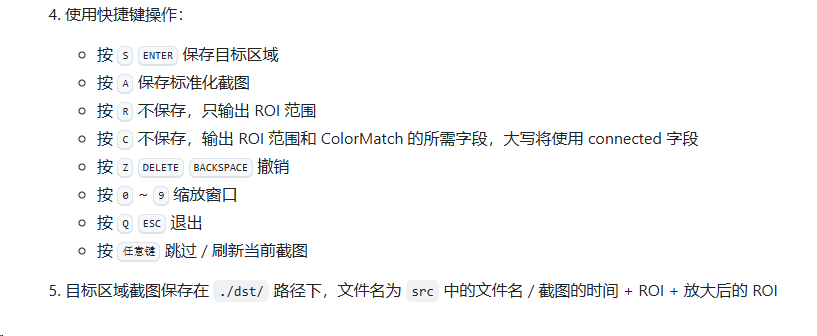 4. 使用快捷键操作：
按 S ENTER 保存目标区域
按 A 保存标准化截图
按 R 不保存，只输出 ROI 范围
按 C 不保存，输出 ROI 范围和 ColorMatch 的所需字段，大写将使用 connected 字段
按 Z DELETE BACKSPACE 撤销
按 0 ~ 9 缩放窗口
按 Q ESC 退出
按 任意键 跳过 / 刷新当前截图
5. 目标区域截图保存在 ./dst/ 路径下，文件名为 src 中的文件名 / 截图的时间 + ROI + 放大后的 ROI